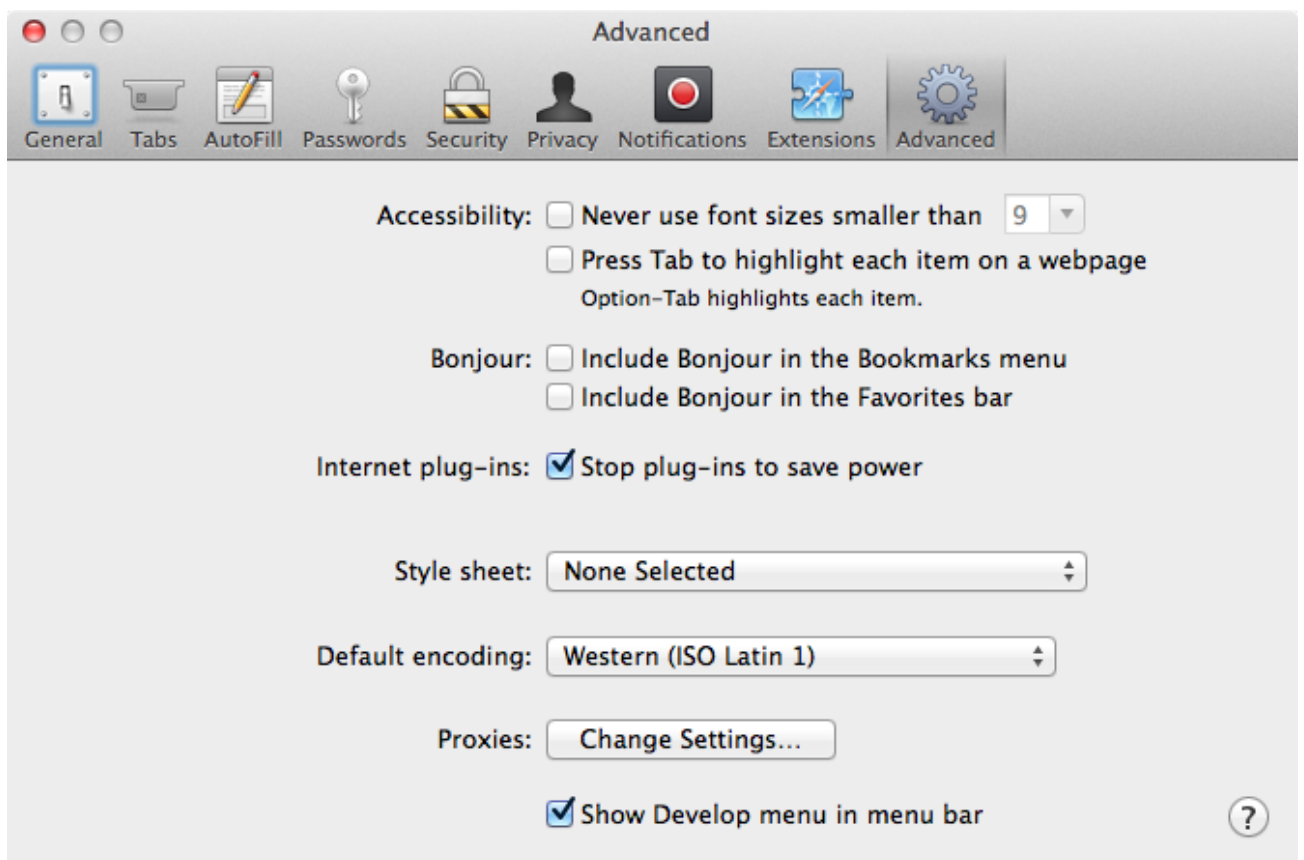 Advanced
General Tabs AutoFill Passwords Security Privacy Notifications Extensions Advanced
Accessibility: Never use font sizes smaller than 9
Press Tab to highlight each item on a webpage
Option-Tab highlights each item.
Bonjour: Include Bonjour in the Bookmarks menu
Include Bonjour in the Favorites bar
Internet plug-ins: Stop plug-ins to save power
Style sheet: None Selected
Default encoding: Western (ISO Latin 1)
Proxies: Change Settings...
Show Develop menu in menu bar ?